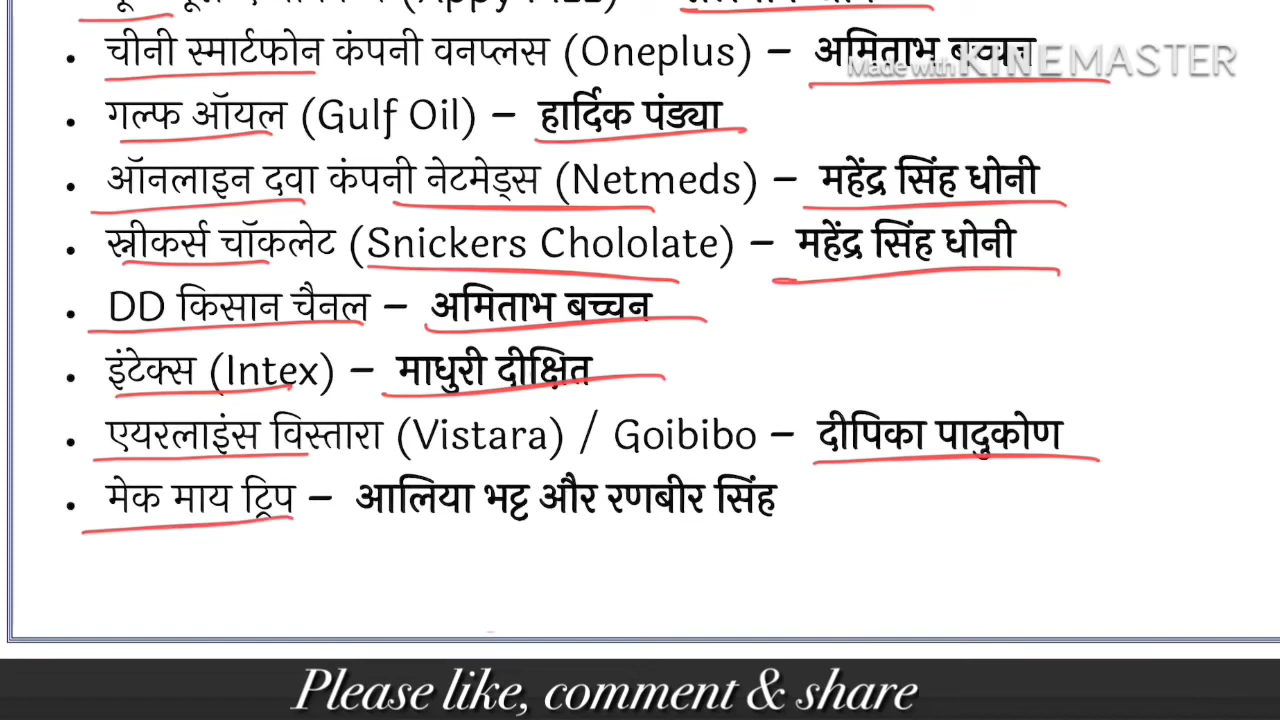 • चीनी स्मार्टफोन कंपनी वनप्लस (Oneplus) – अमिताभ बच्चन
Made with KINEMASTER
• गल्फ ऑयल (Gulf Oil) – हार्दिक पंड्या
• ऑनलाइन दवा कंपनी नेटमेड्स (Netmeds) – महेंद्र सिंह धोनी
• स्नीकर्स चॉकलेट (Snickers Chololate) – महेंद्र सिंह धोनी
• DD किसान चैनल – अमिताभ बच्चन
• इंटेक्स (Intex) – माधुरी दीक्षित
• एयरलाइंस विस्तारा (Vistara) / Goibibo – दीपिका पादुकोण
• मेक माय ट्रिप – आलिया भट्ट और रणबीर सिंह
Please like, comment & share